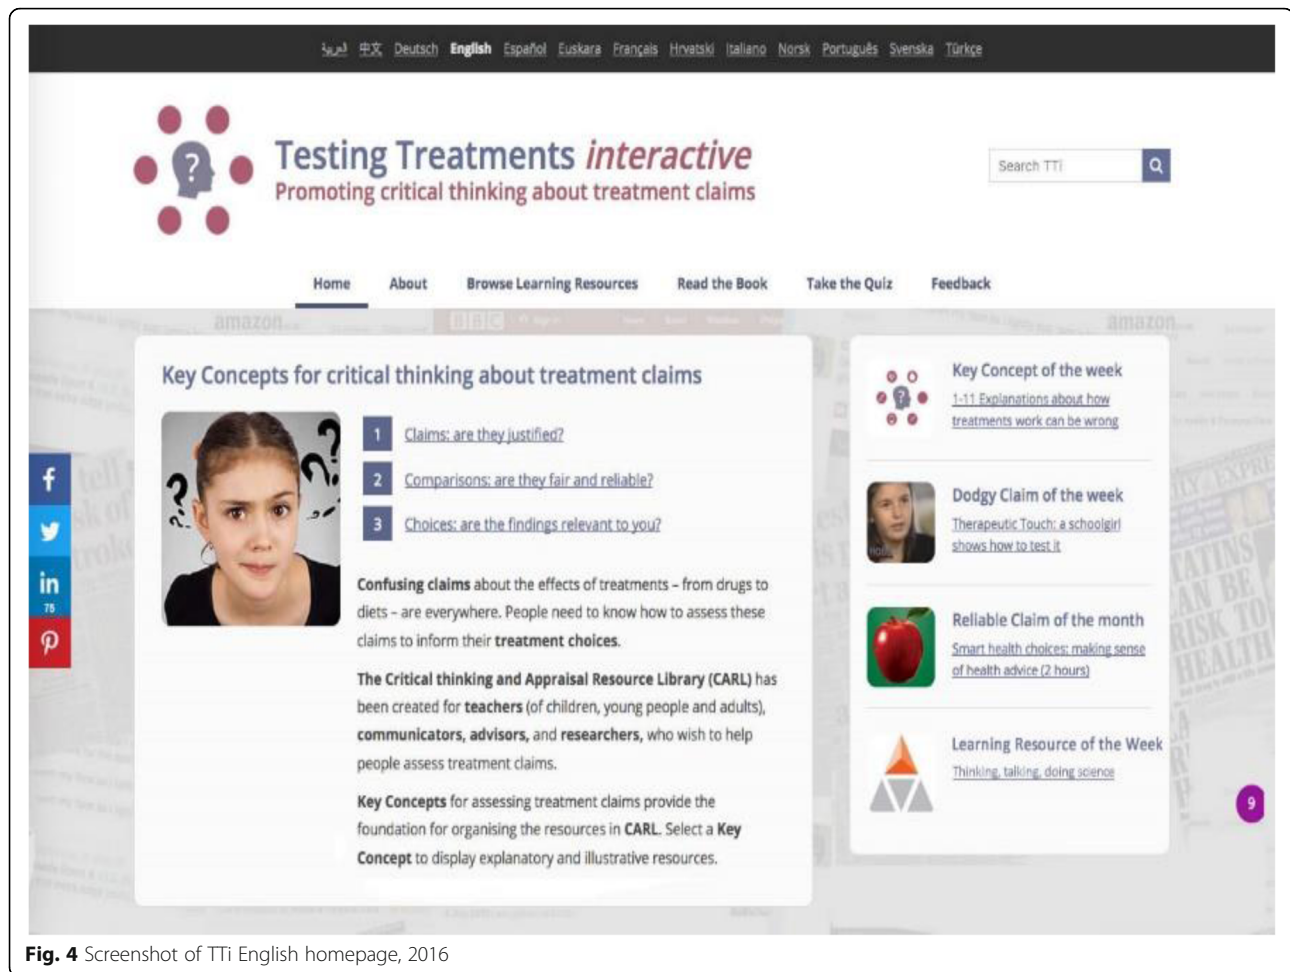 العربية 中文 Deutsch English Español Euskara Français Hrvatski Italiano Norsk Português Svenska Türkçe
?
Testing Treatments interactive
Promoting critical thinking about treatment claims
Search TTi
Home About Browse Learning Resources Read the Book Take the Quiz Feedback
amazon BBC amazon
Key Concepts for critical thinking about treatment claims
1 Claims: are they justified?
2 Comparisons: are they fair and reliable?
3 Choices: are the findings relevant to you?
Confusing claims about the effects of treatments – from drugs to
diets – are everywhere. People need to know how to assess these
claims to inform their treatment choices.
The Critical thinking and Appraisal Resource Library (CARL) has
been created for teachers (of children, young people and adults),
communicators, advisors, and researchers, who wish to help
people assess treatment claims.
Key Concepts for assessing treatment claims provide the
foundation for organising the resources in CARL. Select a Key
Concept to display explanatory and illustrative resources.
Key Concept of the week
1-11 Explanations about how
treatments work can be wrong
Dodgy Claim of the week
Therapeutic Touch: a schoolgirl
shows how to test it
Reliable Claim of the month
Smart health choices: making sense
of health advice (2 hours)
Learning Resource of the Week
Thinking, talking, doing science
f
in
75
9
STATINS
CAN BE
RISK TO
HEALTH
Fig. 4 Screenshot of TTi English homepage, 2016